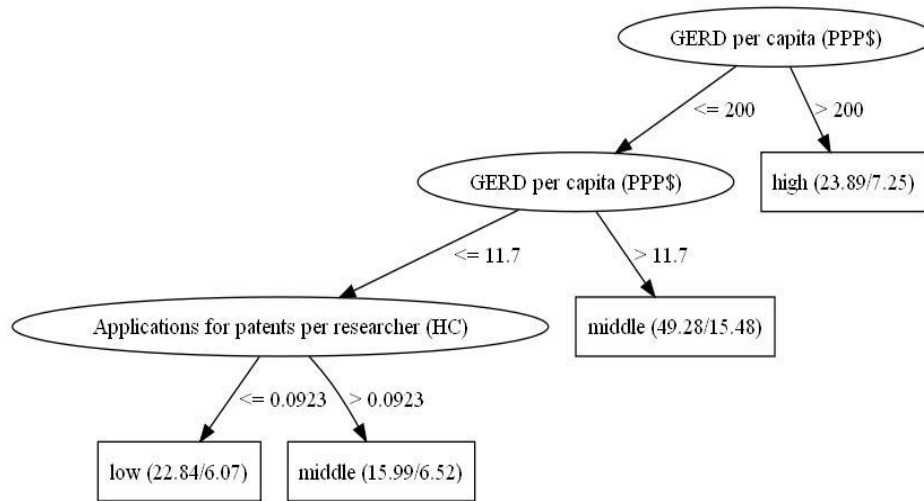 GERD per capita (PPP$)
<= 200
> 200
GERD per capita (PPP$)
high (23.89/7.25)
<= 11.7
> 11.7
Applications for patents per researcher (HC)
middle (49.28/15.48)
<= 0.0923
> 0.0923
low (22.84/6.07)
middle (15.99/6.52)